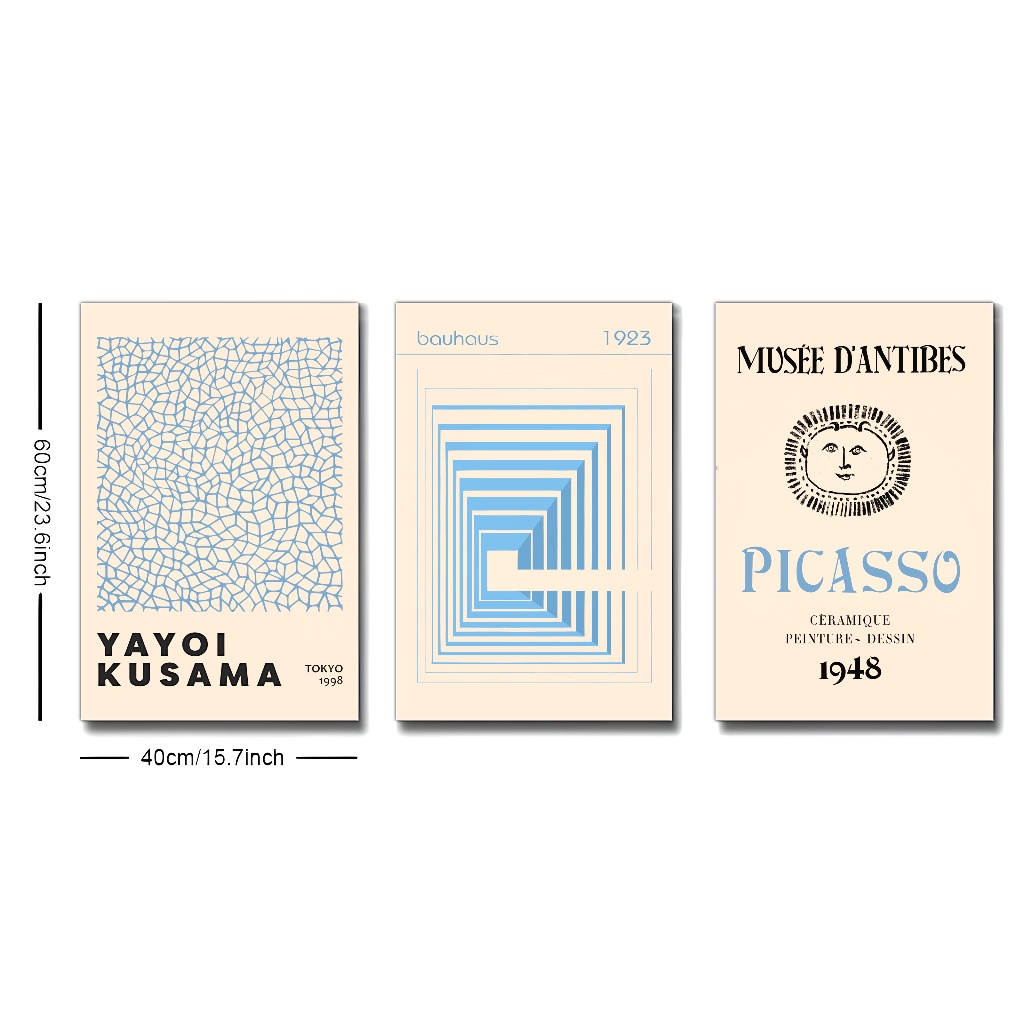 60cm/23.6inch
YAYOI
KUSAMA
TOKYO
1998
40cm/15.7inch
bauhaus 1923
MUSÉE D'ANTIBES
PICASSO
CÉRAMIQUE
PEINTURE - DESSIN
1948